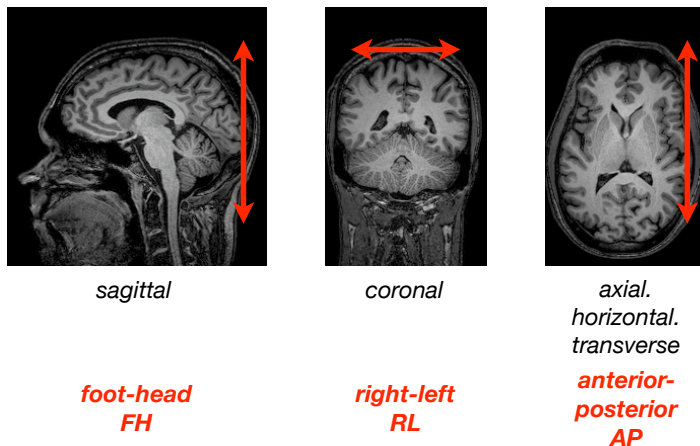 sagittal
coronal
axial.
horizontal.
transverse
foot-head
FH
right-left
RL
anterior-
posterior
AP